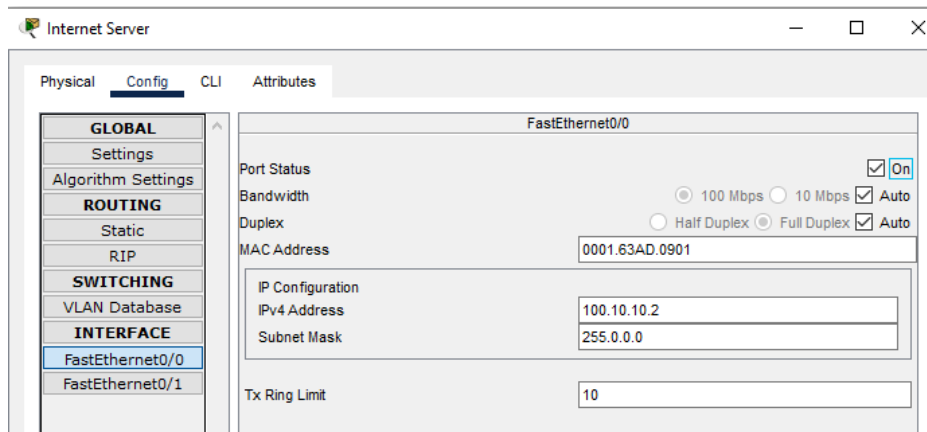 Internet Server
Physical Config CLI Attributes
GLOBAL
Settings
Algorithm Settings
ROUTING
Static
RIP
SWITCHING
VLAN Database
INTERFACE
FastEthernet0/0
FastEthernet0/1
FastEthernet0/0
Port Status On
Bandwidth 100 Mbps 10 Mbps Auto
Duplex Half Duplex Full Duplex Auto
MAC Address 0001.63AD.0901
IP Configuration
IPv4 Address 100.10.10.2
Subnet Mask 255.0.0.0
Tx Ring Limit 10